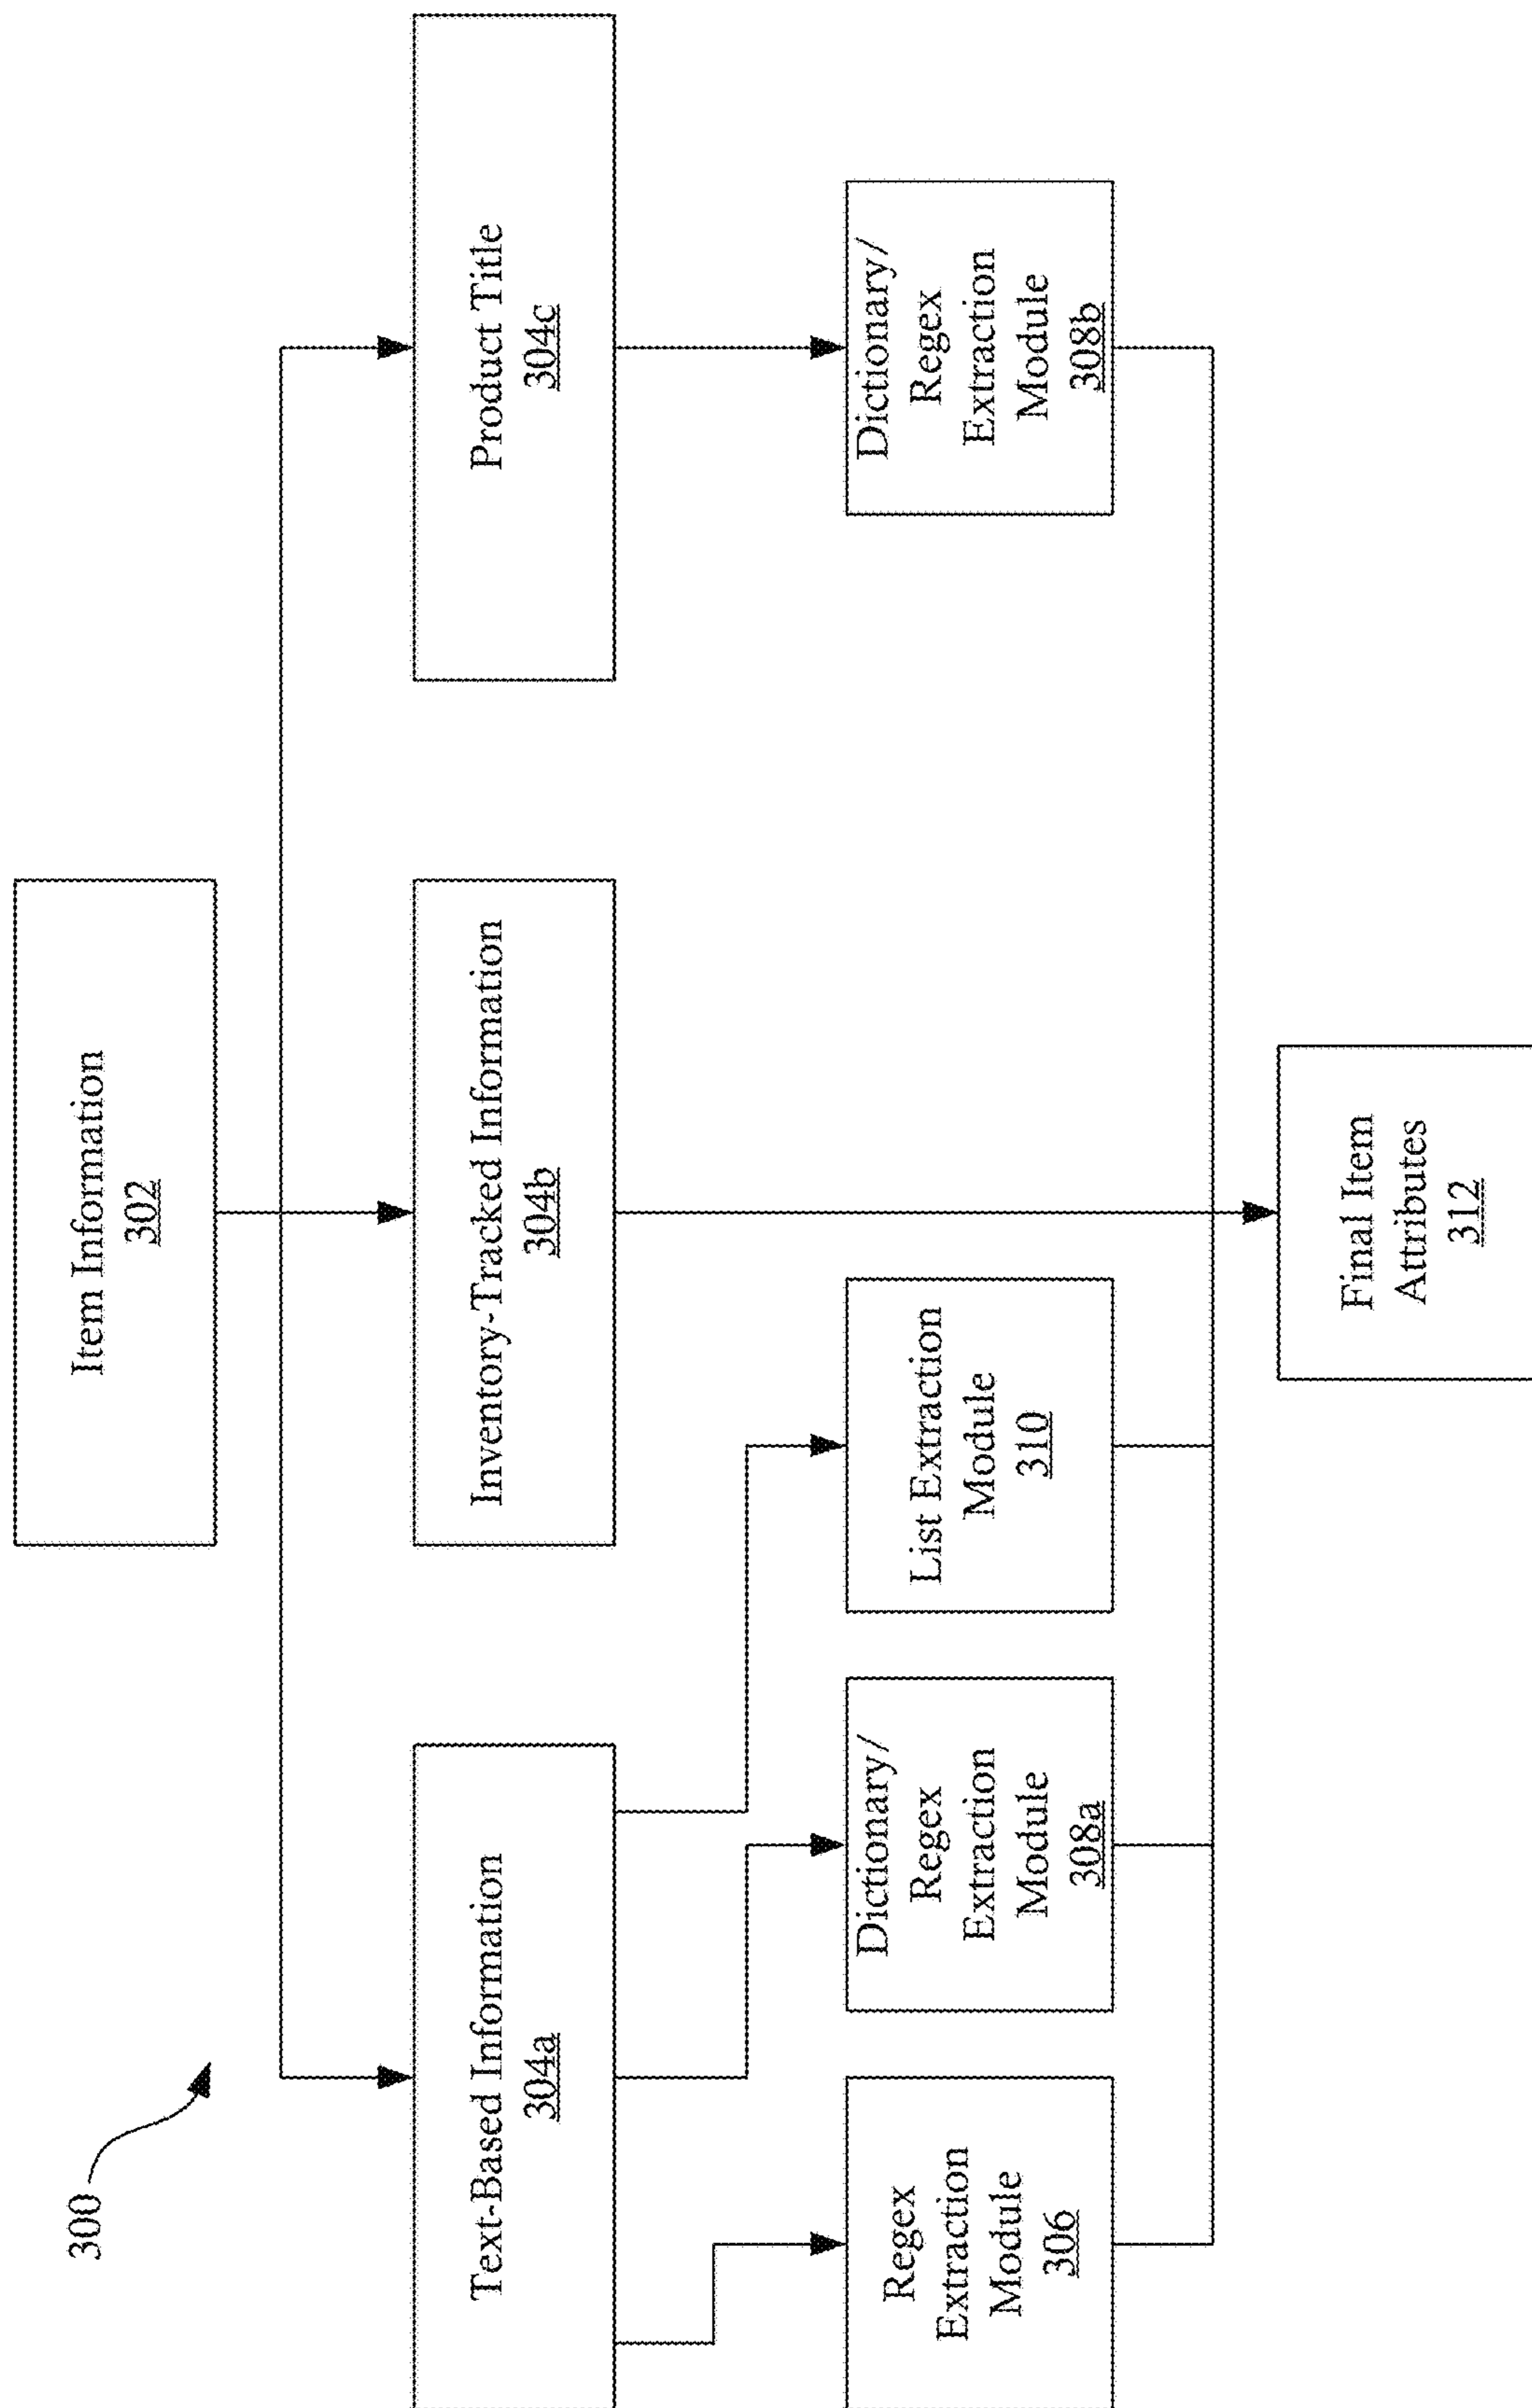 300
Item Information
302
Text-Based Information
304a
Inventory-Tracked Information
304b
Product Title
304c
Regex
Extraction
Module
306
Dictionary/
Regex
Extraction
Module
308a
List Extraction
Module
310
Dictionary/
Regex
Extraction
Module
308b
Final Item
Attributes
312